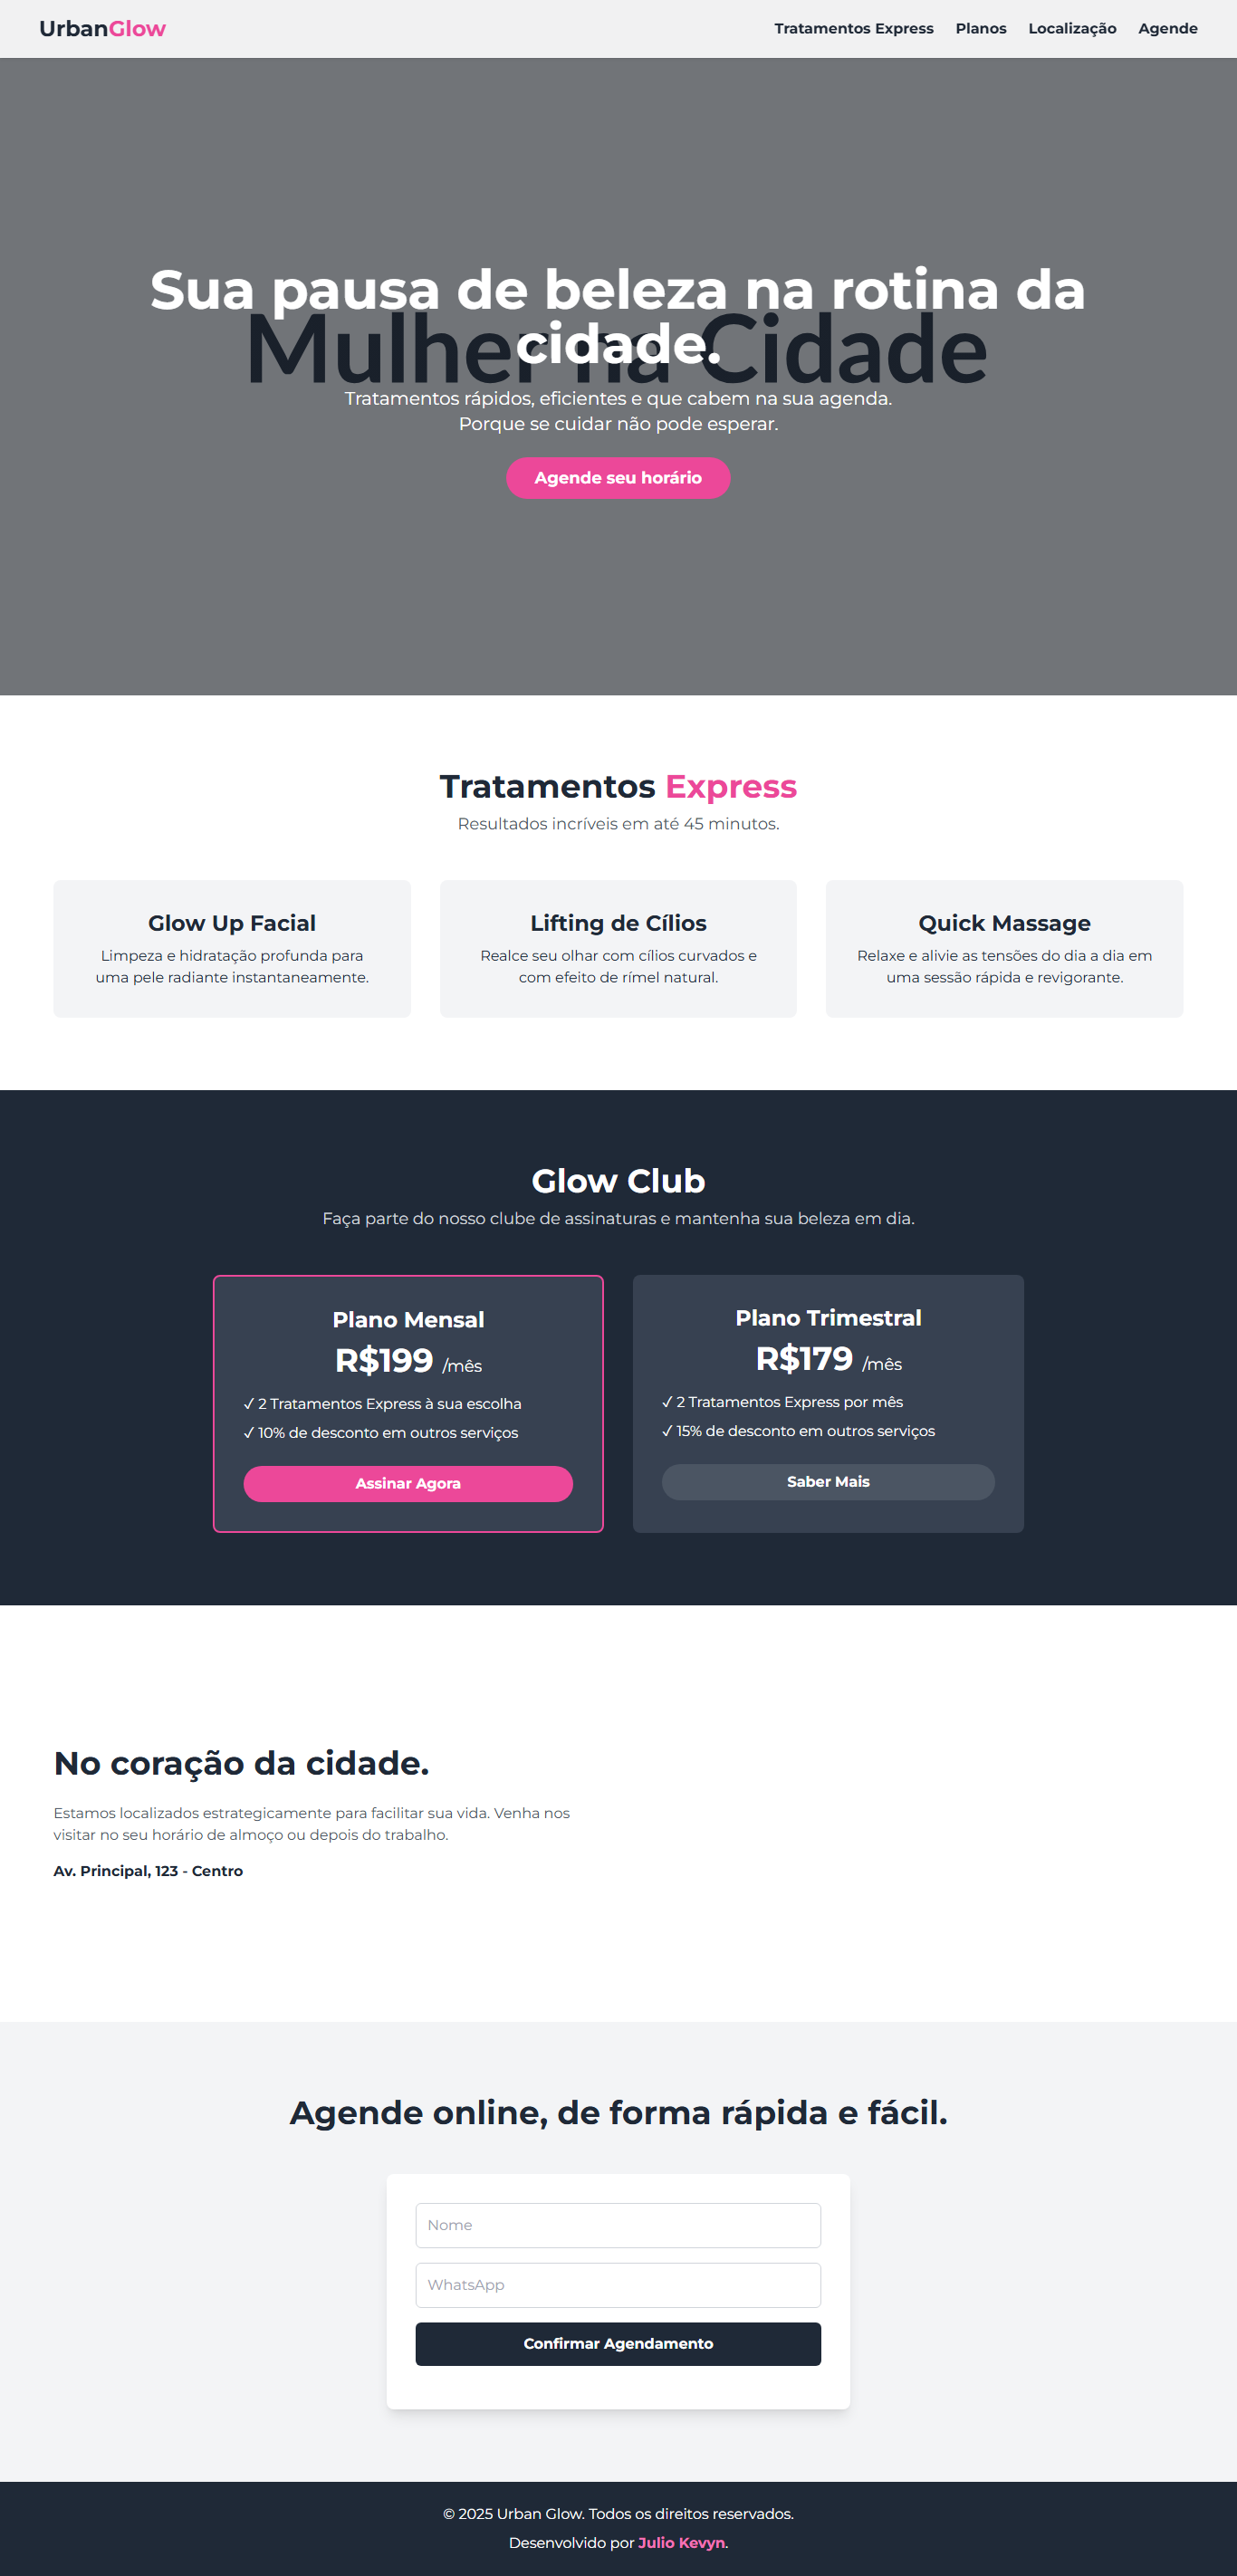 UrbanGlow
Tratamentos Express
Planos
Localização
Agende
Sua pausa de beleza na rotina da
cidade.
Mulher na Cidade
Tratamentos rápidos, eficientes e que cabem na sua agenda.
Porque se cuidar não pode esperar.
Agende seu horário
Tratamentos Express
Resultados incríveis em até 45 minutos.
Glow Up Facial
Limpeza e hidratação profunda para
uma pele radiante instantaneamente.
Lifting de Cílios
Realce seu olhar com cílios curvados e
com efeito de rímel natural.
Quick Massage
Relaxe e alivie as tensões do dia a dia em
uma sessão rápida e revigorante.
Glow Club
Faça parte do nosso clube de assinaturas e mantenha sua beleza em dia.
Plano Mensal
R$199 /mês
✓ 2 Tratamentos Express à sua escolha
✓ 10% de desconto em outros serviços
Assinar Agora
Plano Trimestral
R$179 /mês
✓ 2 Tratamentos Express por mês
✓ 15% de desconto em outros serviços
Saber Mais
No coração da cidade.
Estamos localizados estrategicamente para facilitar sua vida. Venha nos
visitar no seu horário de almoço ou depois do trabalho.
Av. Principal, 123 - Centro
Agende online, de forma rápida e fácil.
Nome
WhatsApp
Confirmar Agendamento
© 2025 Urban Glow. Todos os direitos reservados.
Desenvolvido por Julio Kevyn.